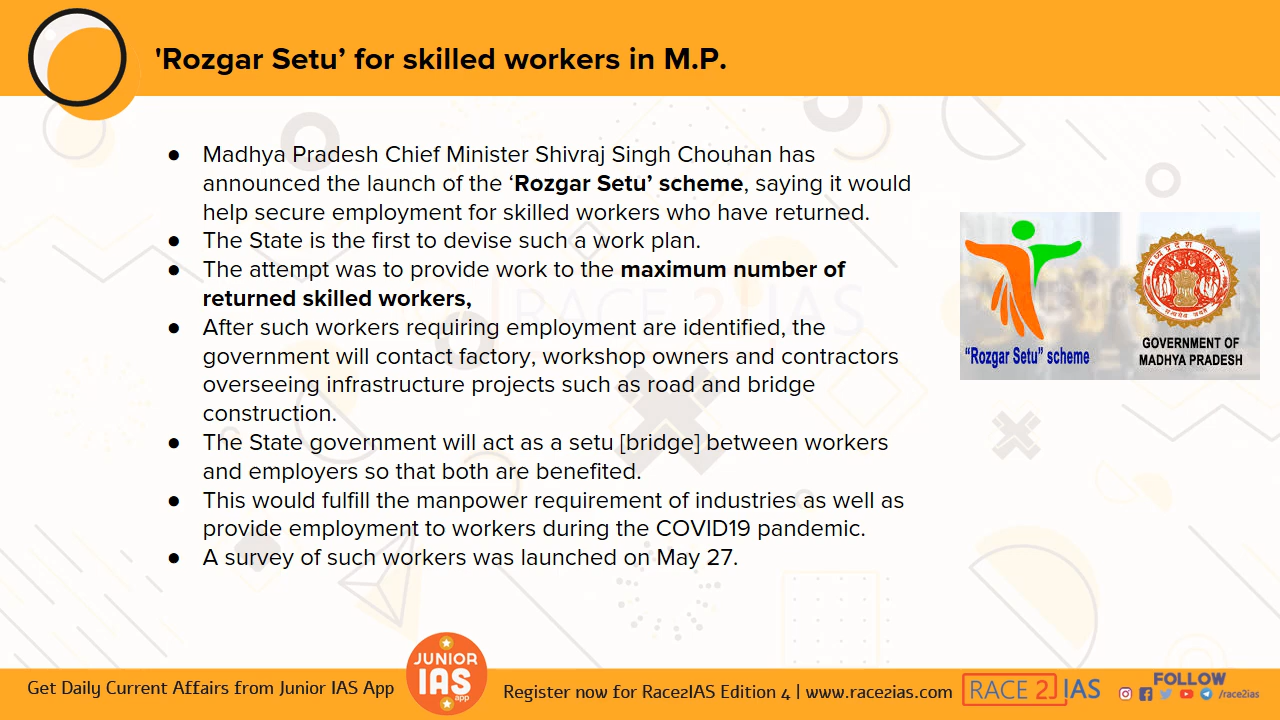 'Rozgar Setu’ for skilled workers in M.P.
● Madhya Pradesh Chief Minister Shivraj Singh Chouhan has
announced the launch of the ‘Rozgar Setu’ scheme, saying it would
help secure employment for skilled workers who have returned.
● The State is the first to devise such a work plan.
● The attempt was to provide work to the maximum number of
returned skilled workers,
● After such workers requiring employment are identified, the
government will contact factory, workshop owners and contractors
overseeing infrastructure projects such as road and bridge
construction.
● The State government will act as a setu [bridge] between workers
and employers so that both are benefited.
● This would fulfill the manpower requirement of industries as well as
provide employment to workers during the COVID19 pandemic.
● A survey of such workers was launched on May 27.
RACE 2 IAS
“Rozgar Setu” scheme
GOVERNMENT OF
MADHYA PRADESH
Get Daily Current Affairs from Junior IAS App
JUNIOR
IAS
app
Register now for Race2IAS Edition 4 | www.race2ias.com
RACE 2 IAS
FOLLOW
/race2ias